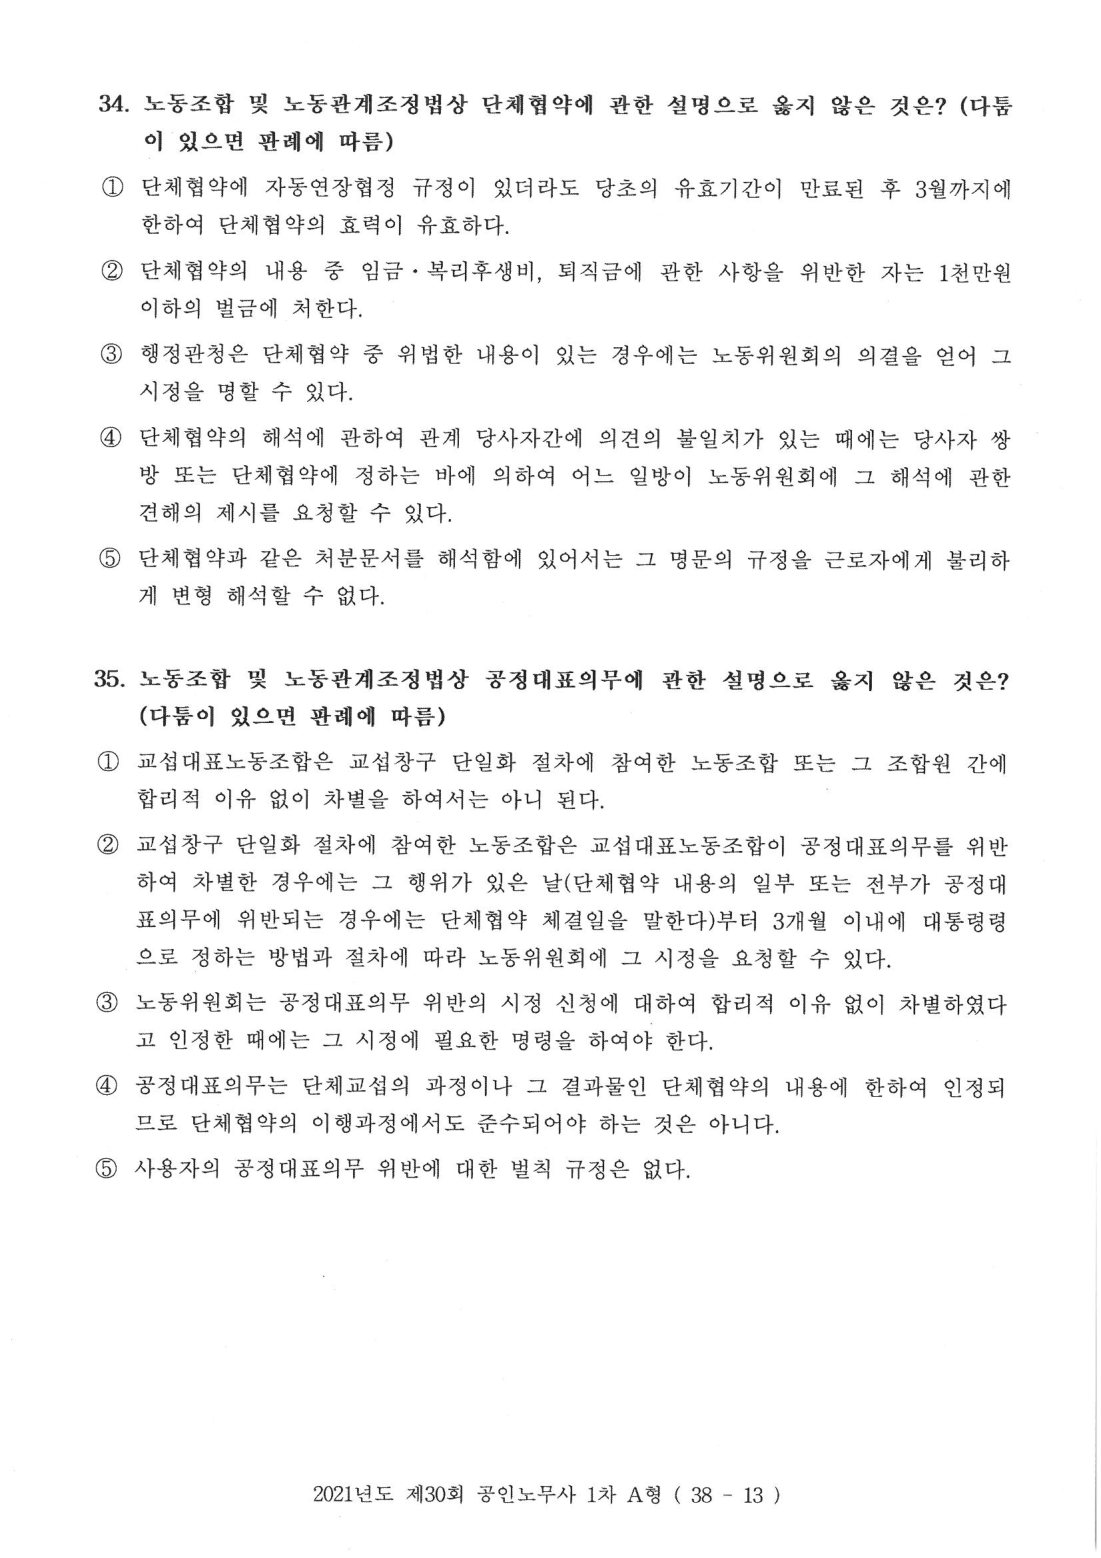 34. 노동조합 및 노동관계조정법상 단체협약에 관한 설명으로 옳지 않은 것은? (다툼
이 있으면 판례에 따름)
① 단체협약에 자동연장협정 규정이 있더라도 당초의 유효기간이 만료된 후 3월까지에
한하여 단체협약의 효력이 유효하다.
② 단체협약의 내용 중 임금·복리후생비, 퇴직금에 관한 사항을 위반한 자는 1천만원
이하의 벌금에 처한다.
③ 행정관청은 단체협약 중 위법한 내용이 있는 경우에는 노동위원회의 의결을 얻어 그
시정을 명할 수 있다.
④ 단체협약의 해석에 관하여 관계 당사자간에 의견의 불일치가 있는 때에는 당사자 쌍
방 또는 단체협약에 정하는 바에 의하여 어느 일방이 노동위원회에 그 해석에 관한
견해의 제시를 요청할 수 있다.
⑤ 단체협약과 같은 처분문서를 해석함에 있어서는 그 명문의 규정을 근로자에게 불리하
게 변형 해석할 수 없다.
35. 노동조합 및 노동관계조정법상 공정대표의무에 관한 설명으로 옳지 않은 것은?
(다툼이 있으면 판례에 따름)
① 교섭대표노동조합은 교섭창구 단일화 절차에 참여한 노동조합 또는 그 조합원 간에
합리적 이유 없이 차별을 하여서는 아니 된다.
② 교섭창구 단일화 절차에 참여한 노동조합은 교섭대표노동조합이 공정대표의무를 위반
하여 차별한 경우에는 그 행위가 있은 날(단체협약 내용의 일부 또는 전부가 공정대
표의무에 위반되는 경우에는 단체협약 체결일을 말한다)부터 3개월 이내에 대통령령
으로 정하는 방법과 절차에 따라 노동위원회에 그 시정을 요청할 수 있다.
③ 노동위원회는 공정대표의무 위반의 시정 신청에 대하여 합리적 이유 없이 차별하였다
고 인정한 때에는 그 시정에 필요한 명령을 하여야 한다.
④ 공정대표의무는 단체교섭의 과정이나 그 결과물인 단체협약의 내용에 한하여 인정되
므로 단체협약의 이행과정에서도 준수되어야 하는 것은 아니다.
⑤ 사용자의 공정대표의무 위반에 대한 벌칙 규정은 없다.
2021년도 제30회 공인노무사 1차 A형 ( 38 - 13 )